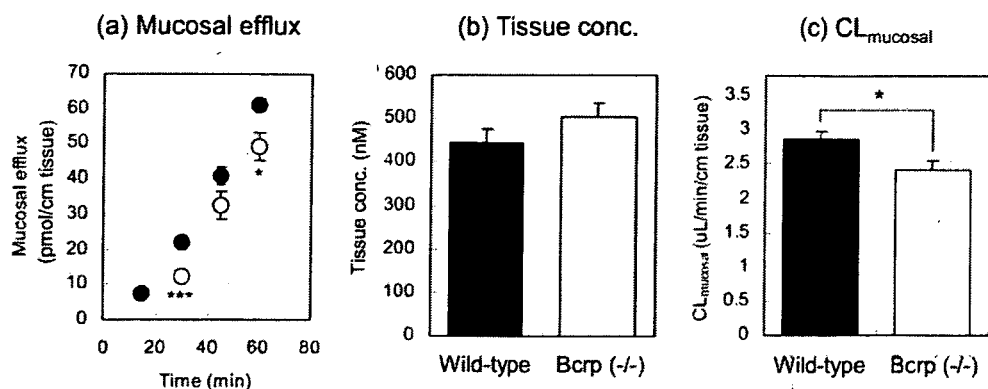 (a) Mucosal efflux
(b) Tissue conc.
(c) CLmucosal
Mucosal efflux
(pmol/cm tissue)
70
60
50
40
30
20
10
0
***
*
0
20
40
60
80
Time (min)
Tissue conc. (nM)
600
500
400
300
200
100
0
Wild-type
Bcrp (-/-)
CLmucosal (uL/min/cm tissue)
3.5
3
2.5
2
1.5
1
0.5
0
*
Wild-type
Bcrp (-/-)